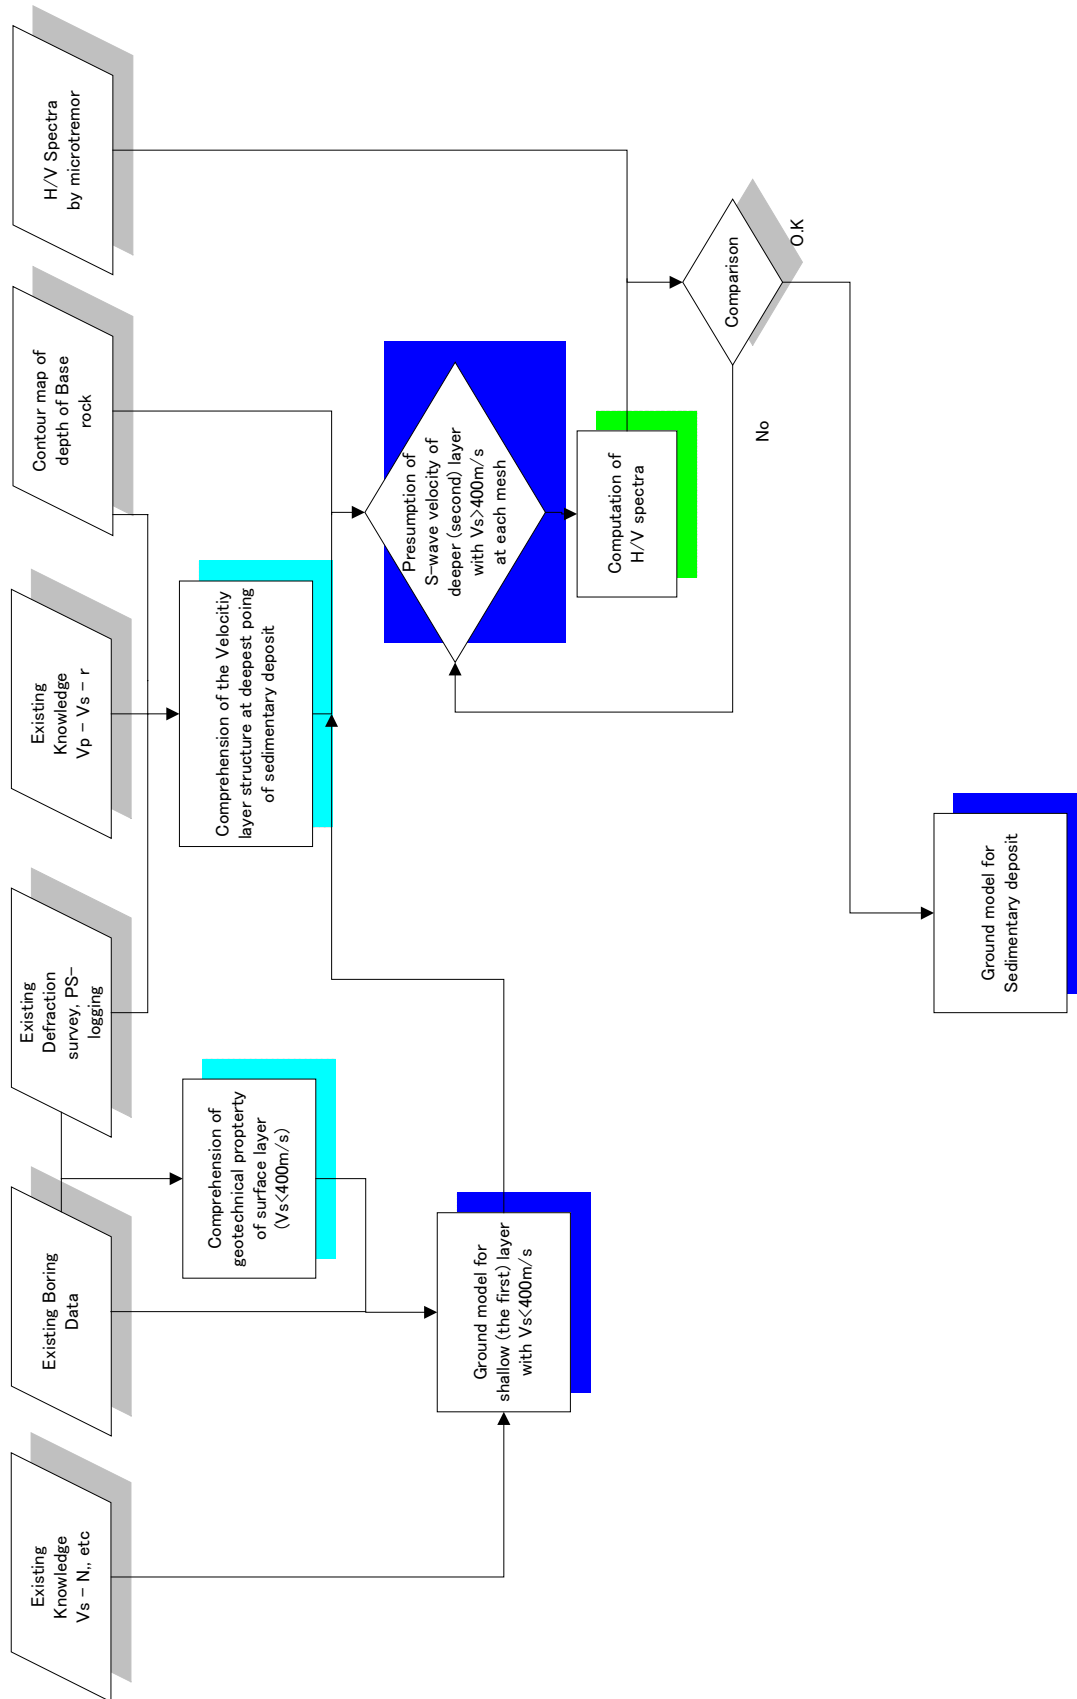 Existing
Knowledge
Vs – N,, etc
Existing Boring
Data
Existing
Defraction
survey, PS–
logging
Existing
Knowledge
Vp – Vs – r
Contour map of
depth of Base
rock
H/V Spectra
by microtremor
Comprehension of
geotechnical propterty
of surface layer
(Vs<400m/s)
Comprehension of the Velocitiy
layer structure at deepest poing
of sedimentary deposit
Ground model for
shallow (the first) layer
with Vs<400m/s
Presumption of
S–wave velocity of
deeper (second) layer
with Vs>400m/s
at each mesh
Computation of
H/V spectra
Comparison
No
O.K
Ground model for
Sedimentary deposit